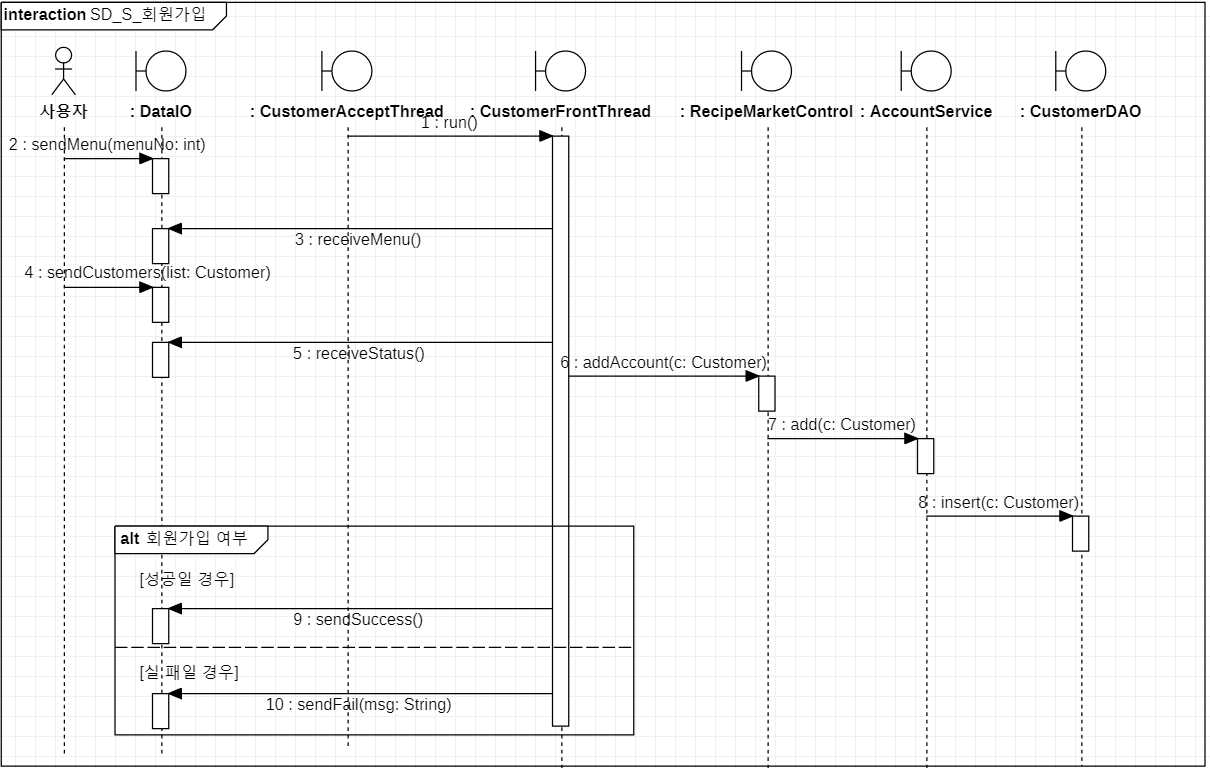 interaction SD_S_회원가입
사용자
: DataIO
: CustomerAcceptThread
: CustomerFrontThread
: RecipeMarketControl
: AccountService
: CustomerDAO
1 : run()
2 : sendMenu(menuNo: int)
3 : receiveMenu()
4 : sendCustomers(list: Customer)
5 : receiveStatus()
6 : addAccount(c: Customer)
7 : add(c: Customer)
8 : insert(c: Customer)
alt 회원가입 여부
[성공일 경우]
9 : sendSuccess()
[실 패일 경우]
10 : sendFail(msg: String)